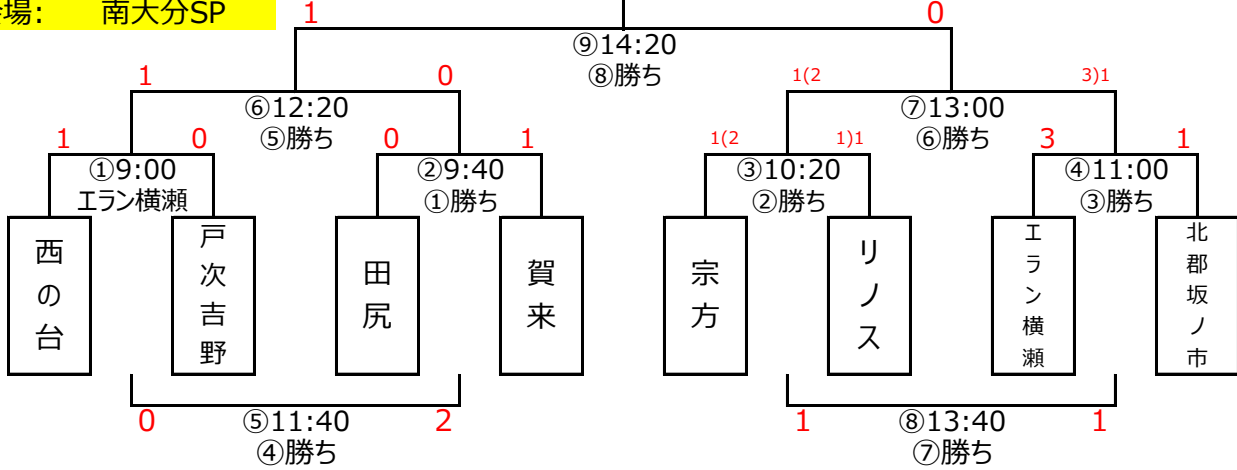 場: 南大分SP
1 0
⑨14:20
⑧勝ち
1 0 1(2 3)1
⑥12:20 ⑦13:00
⑤勝ち ⑥勝ち
1 0 0 1 1(2 1)1 3 1
①9:00 ②9:40 ③10:20 ④11:00
エラン横瀬 ①勝ち ②勝ち ③勝ち
西の台
戸次吉野
田尻
賀来
宗方
リノス
エラン横瀬
北郡坂ノ市
0 ⑤11:40 2 1 ⑧13:40 1
④勝ち ⑦勝ち